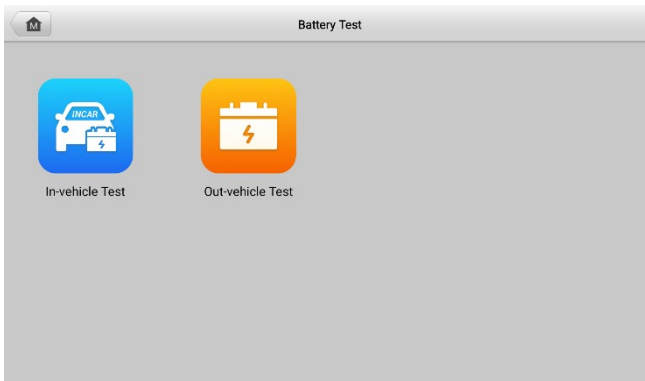 M
Battery Test
INCAR
In-vehicle Test
Out-vehicle Test